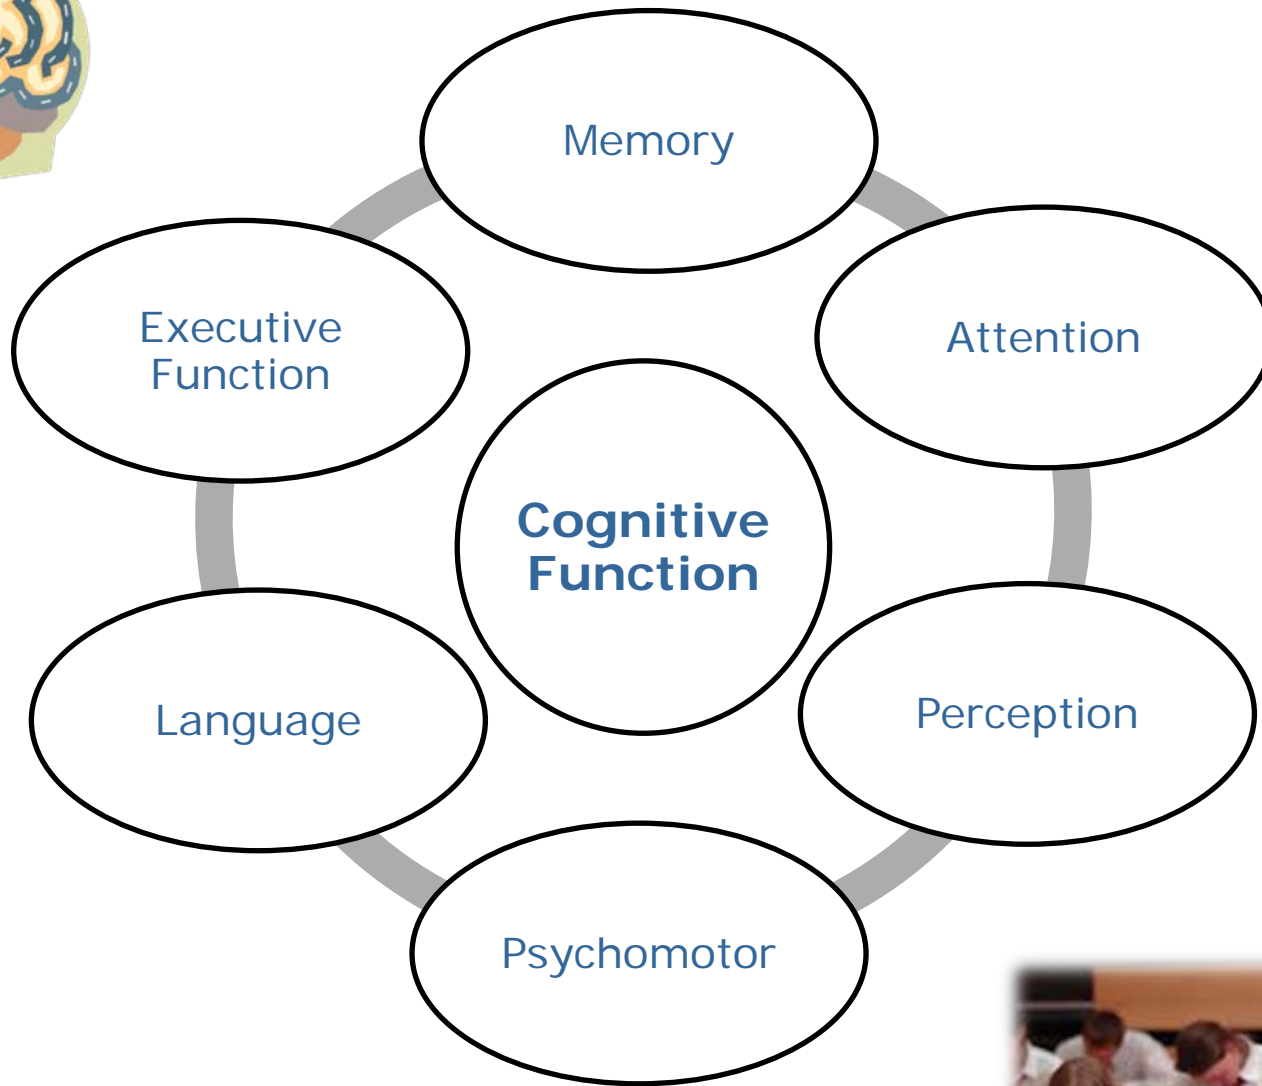 Memory
Attention
Executive
Function
Cognitive
Function
Language
Perception
Psychomotor